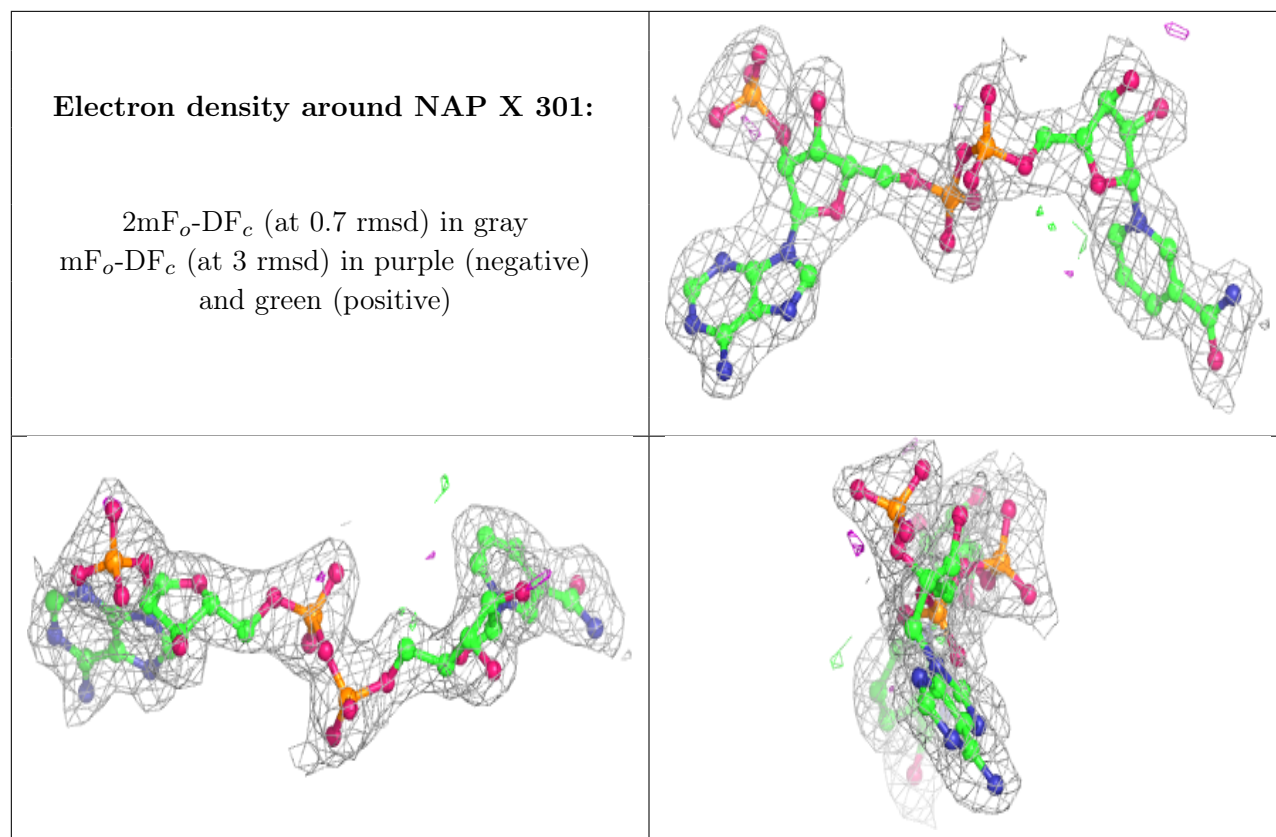 Electron density around NAP X 301:
2mFo-DFc (at 0.7 rmsd) in gray
mFo-DFc (at 3 rmsd) in purple (negative)
and green (positive)